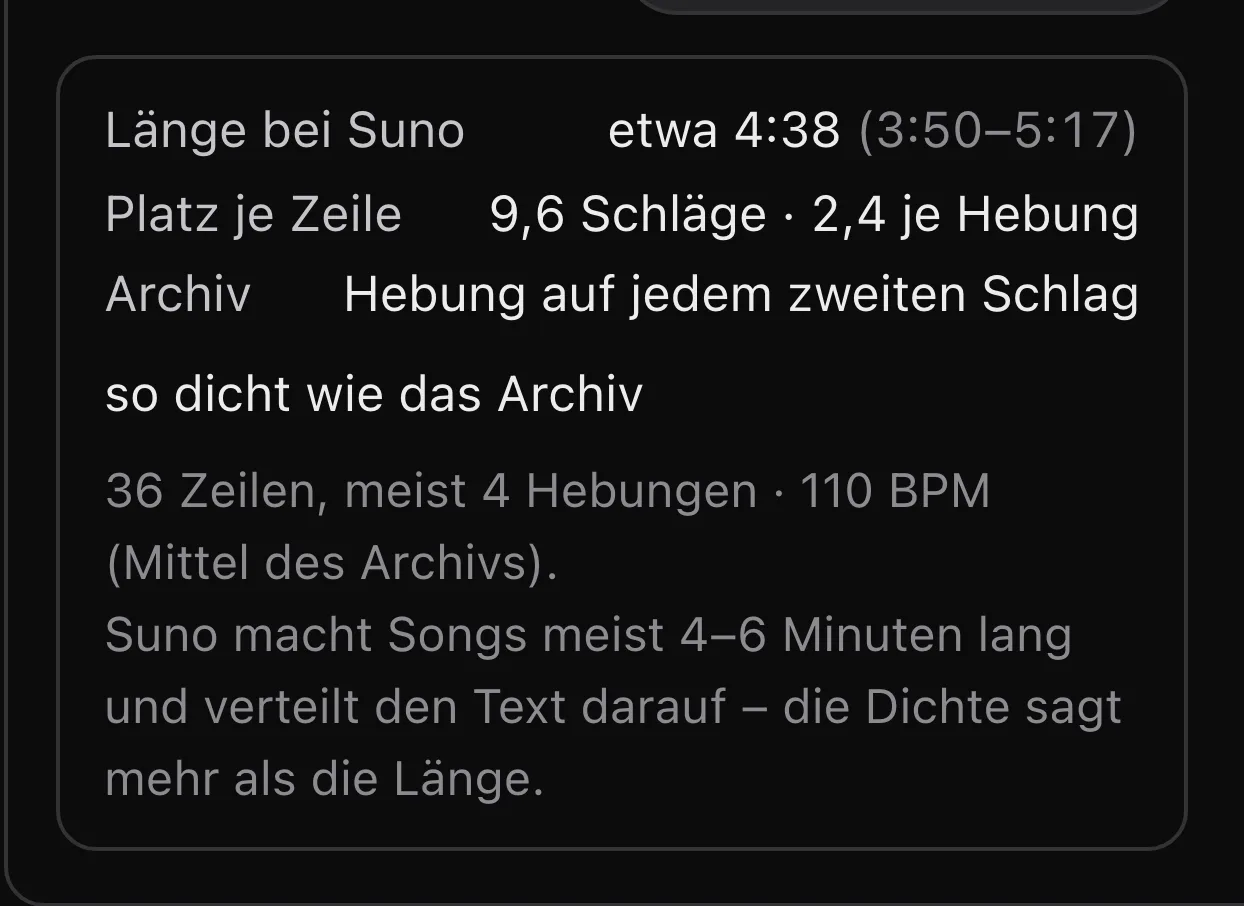 Länge bei Suno etwa 4:38 (3:50–5:17)
Platz je Zeile 9,6 Schläge · 2,4 je Hebung
Archiv Hebung auf jedem zweiten Schlag
so dicht wie das Archiv
36 Zeilen, meist 4 Hebungen · 110 BPM
(Mittel des Archivs).
Suno macht Songs meist 4–6 Minuten lang
und verteilt den Text darauf – die Dichte sagt
mehr als die Länge.